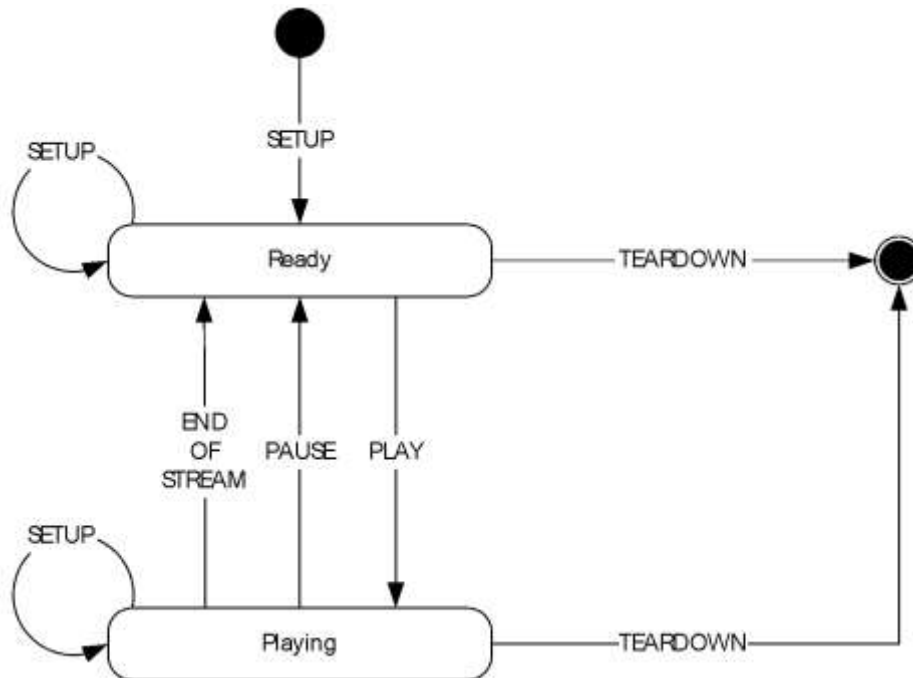 SETUP
SETUP
Ready
TEARDOWN
END
OF
STREAM
PAUSE
PLAY
SETUP
Playing
TEARDOWN